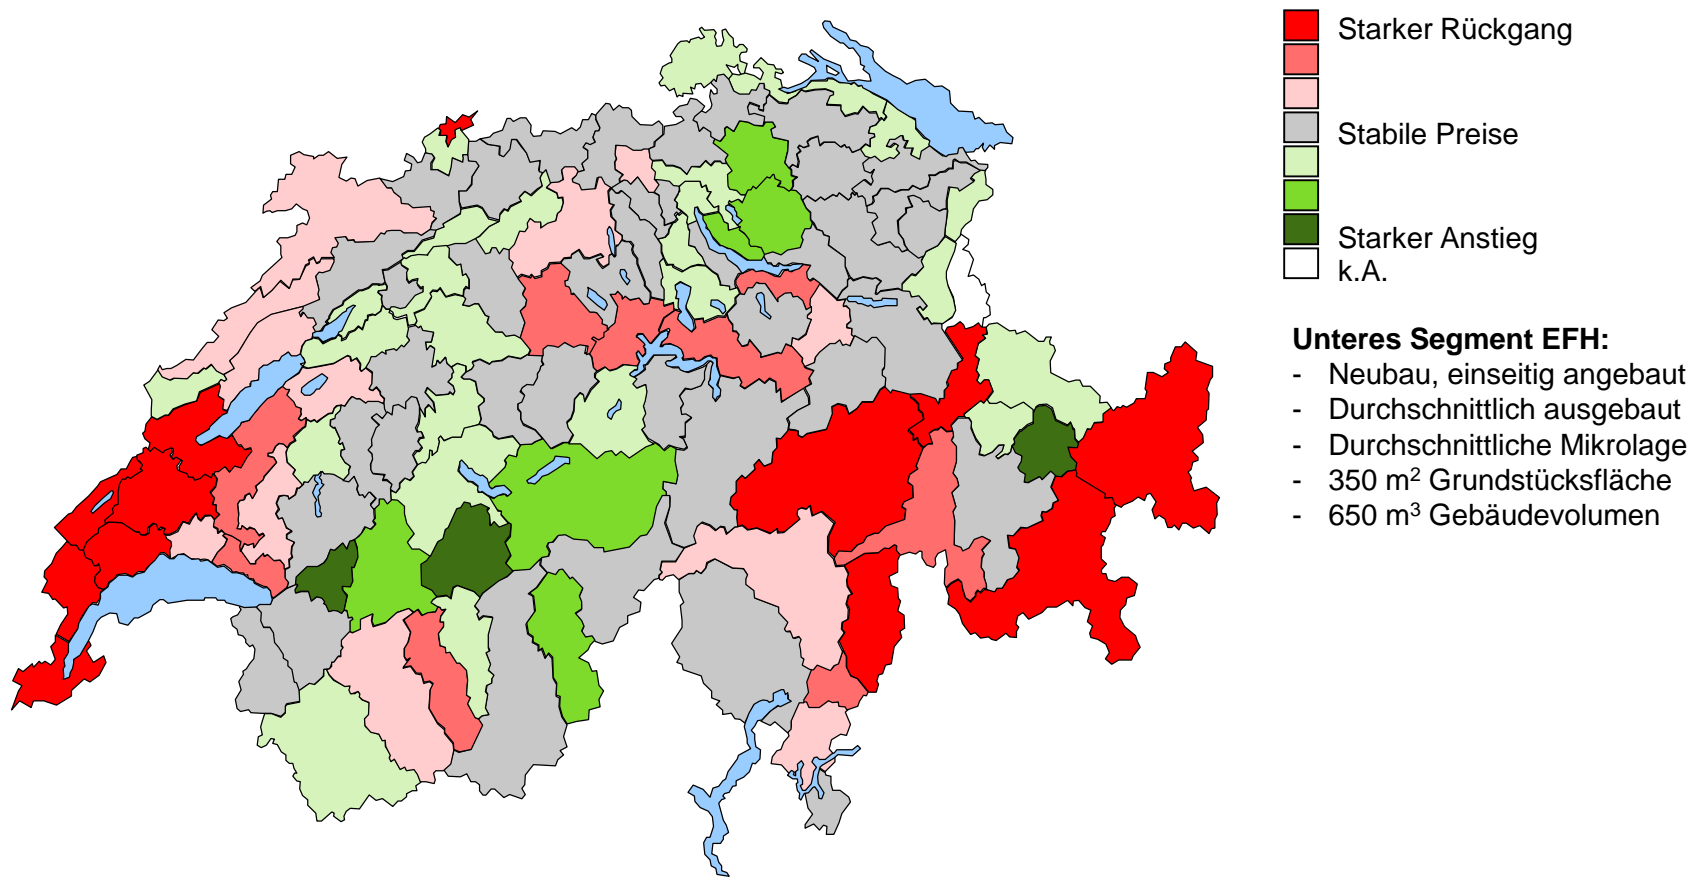 Starker Rückgang
Stabile Preise
Starker Anstieg
k.A.
Unteres Segment EFH:
- Neubau, einseitig angebaut
- Durchschnittlich ausgebaut
- Durchschnittliche Mikrolage
- 350 m² Grundstücksfläche
- 650 m³ Gebäudevolumen